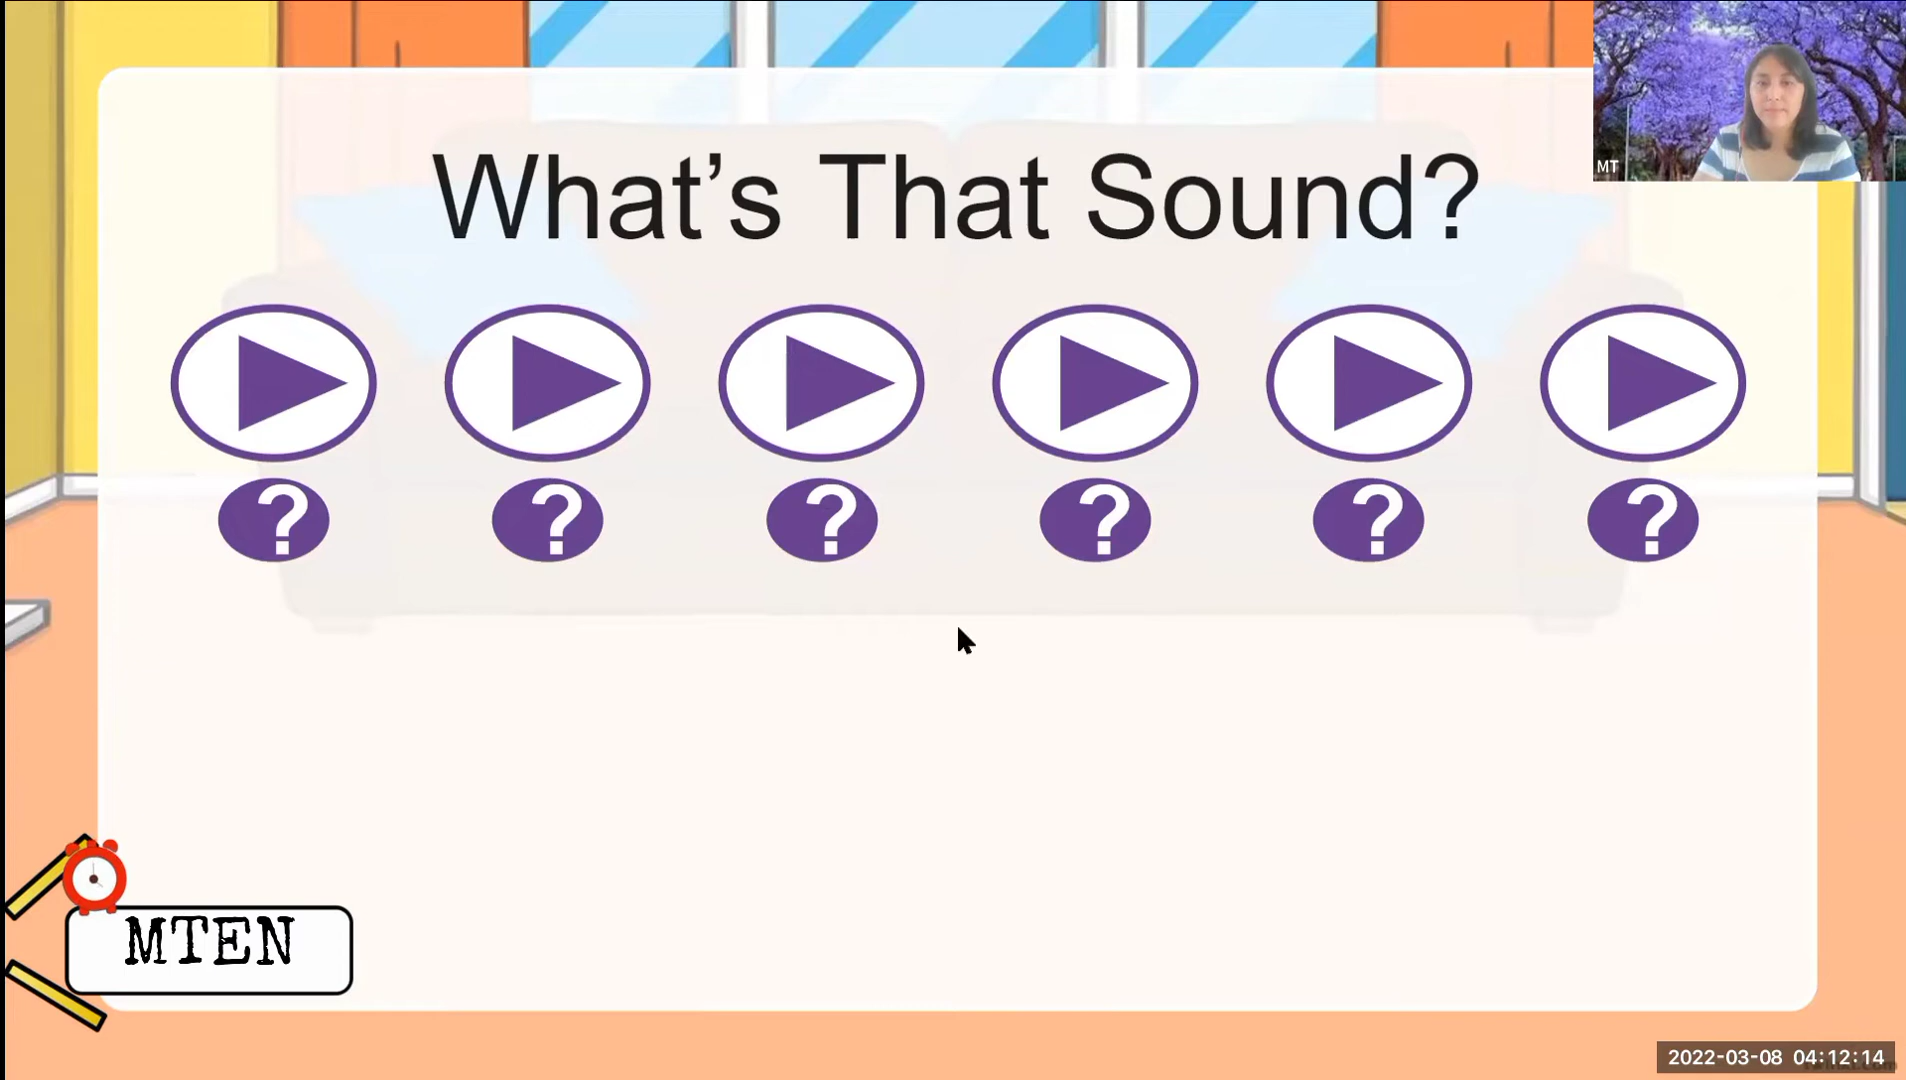 What's That Sound?
MT
? ? ? ? ? ?
MTEN
2022-03-08 04:12:14